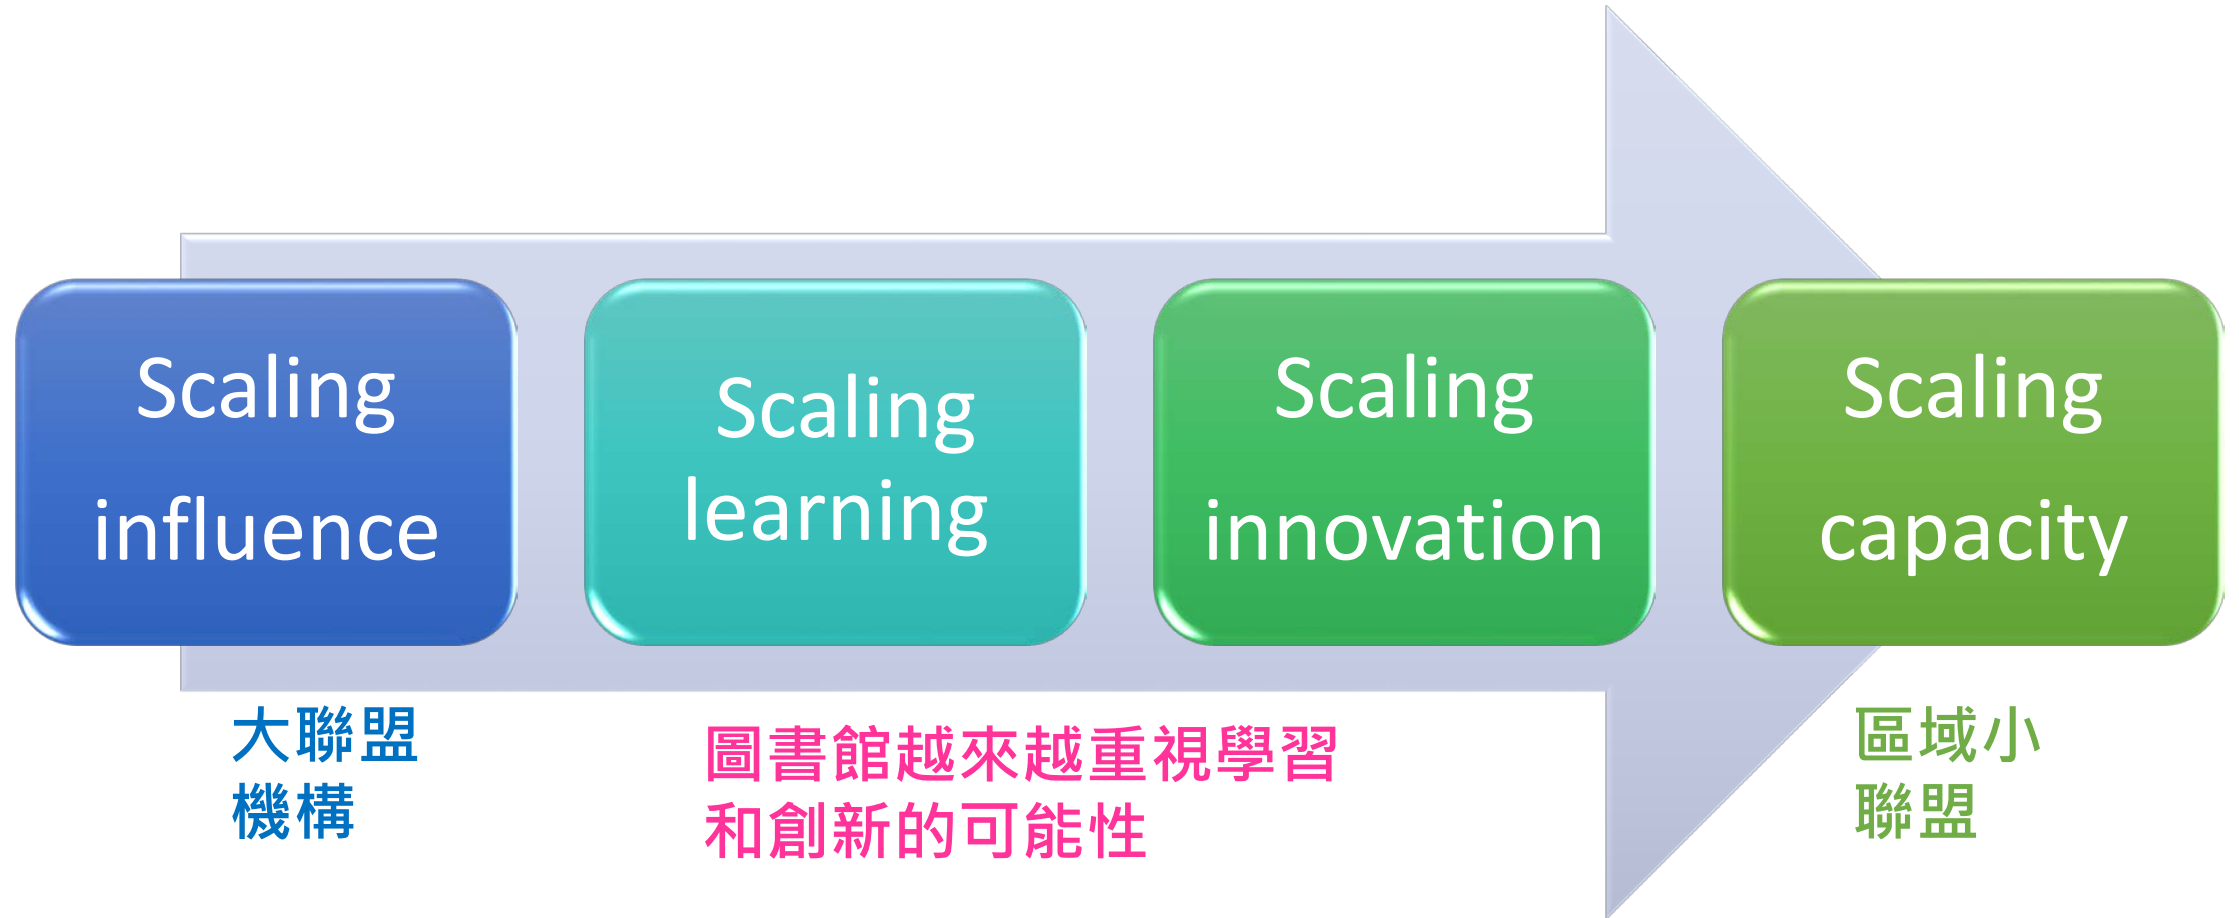 Scaling
influence
Scaling
learning
Scaling
innovation
Scaling
capacity
大聯盟
機構
圖書館越來越重視學習
和創新的可能性
區域小
聯盟